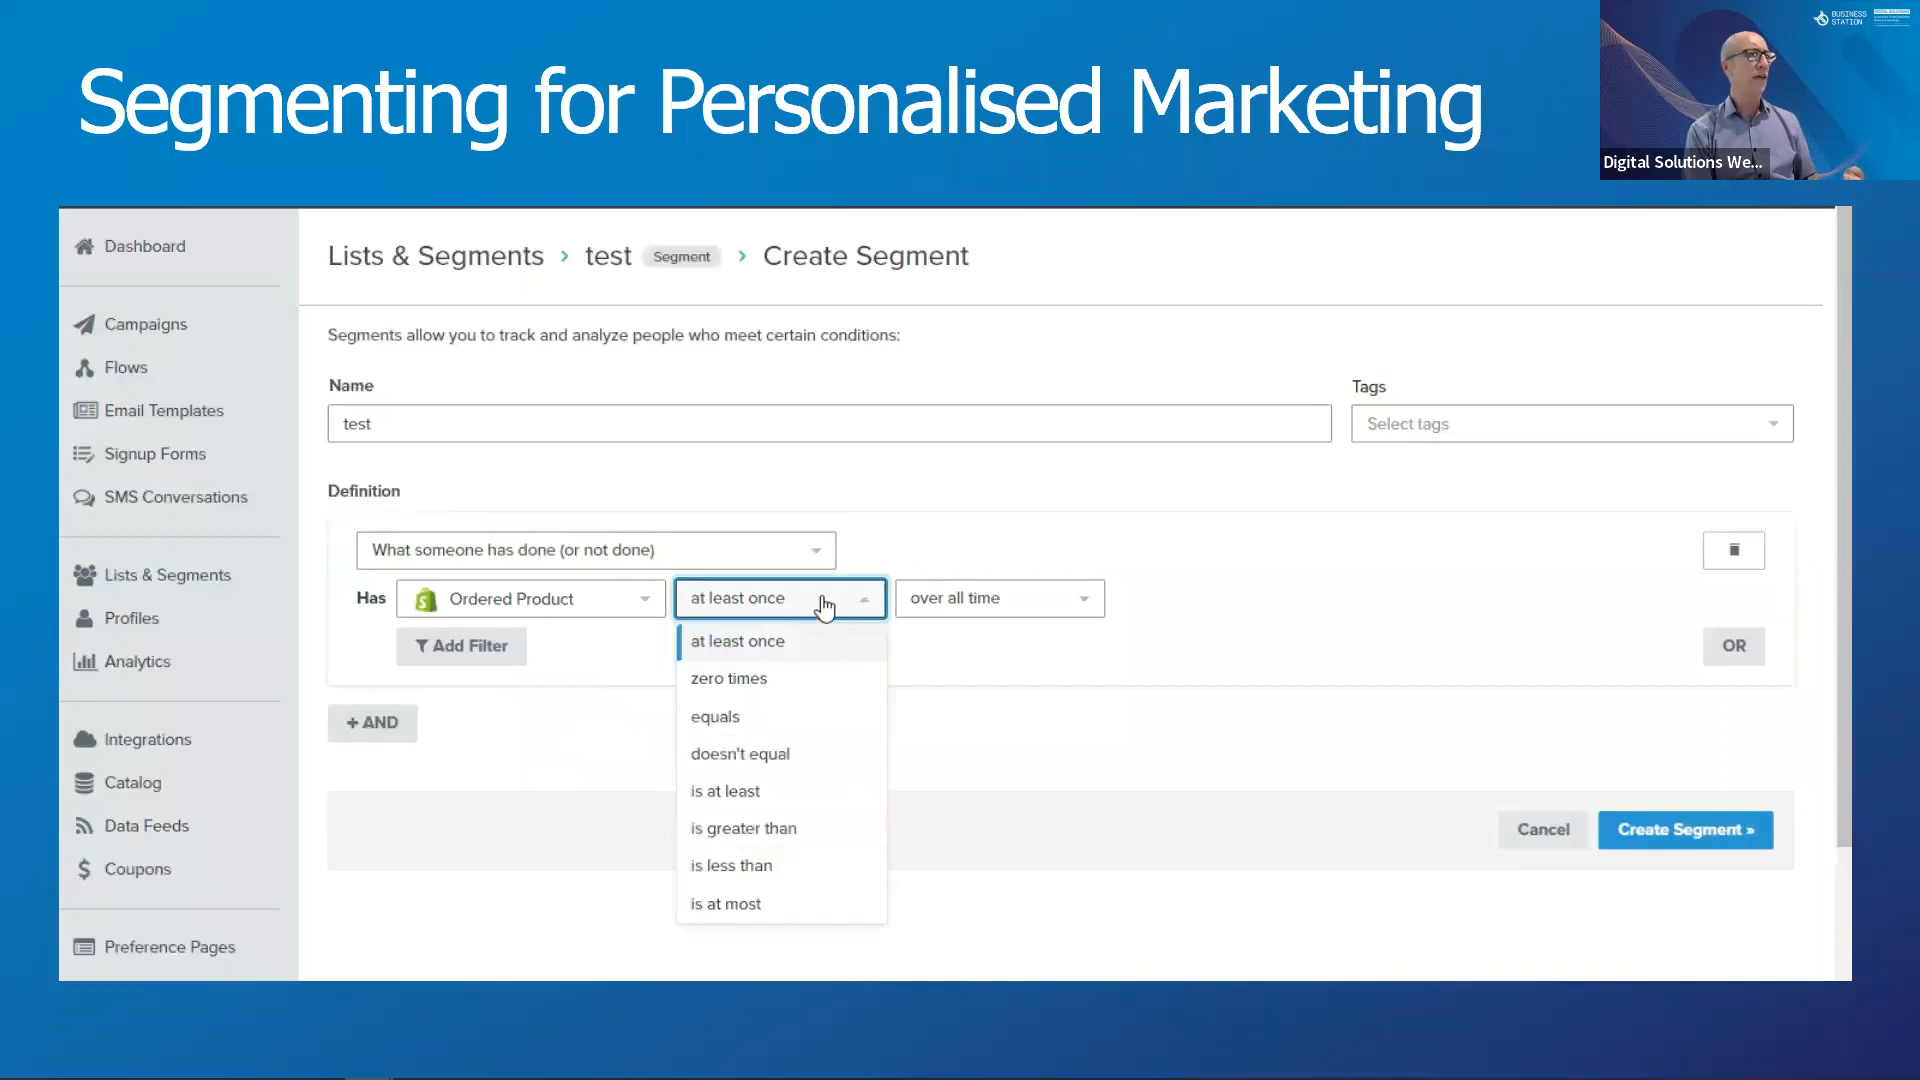 Segmenting for Personalised Marketing
BUSINESS
STATION
Digital Solutions We...
Dashboard
Campaigns
Flows
Email Templates
Signup Forms
SMS Conversations
Lists & Segments
Profiles
Analytics
Integrations
Catalog
Data Feeds
Coupons
Preference Pages
Lists & Segments › test Segment › Create Segment
Segments allow you to track and analyze people who meet certain conditions:
Name
Tags
test
Select tags
Definition
What someone has done (or not done)
Has Ordered Product at least once over all time
Add Filter
OR
at least once
zero times
equals
doesn't equal
is at least
is greater than
is less than
is at most
+ AND
Cancel
Create Segment »